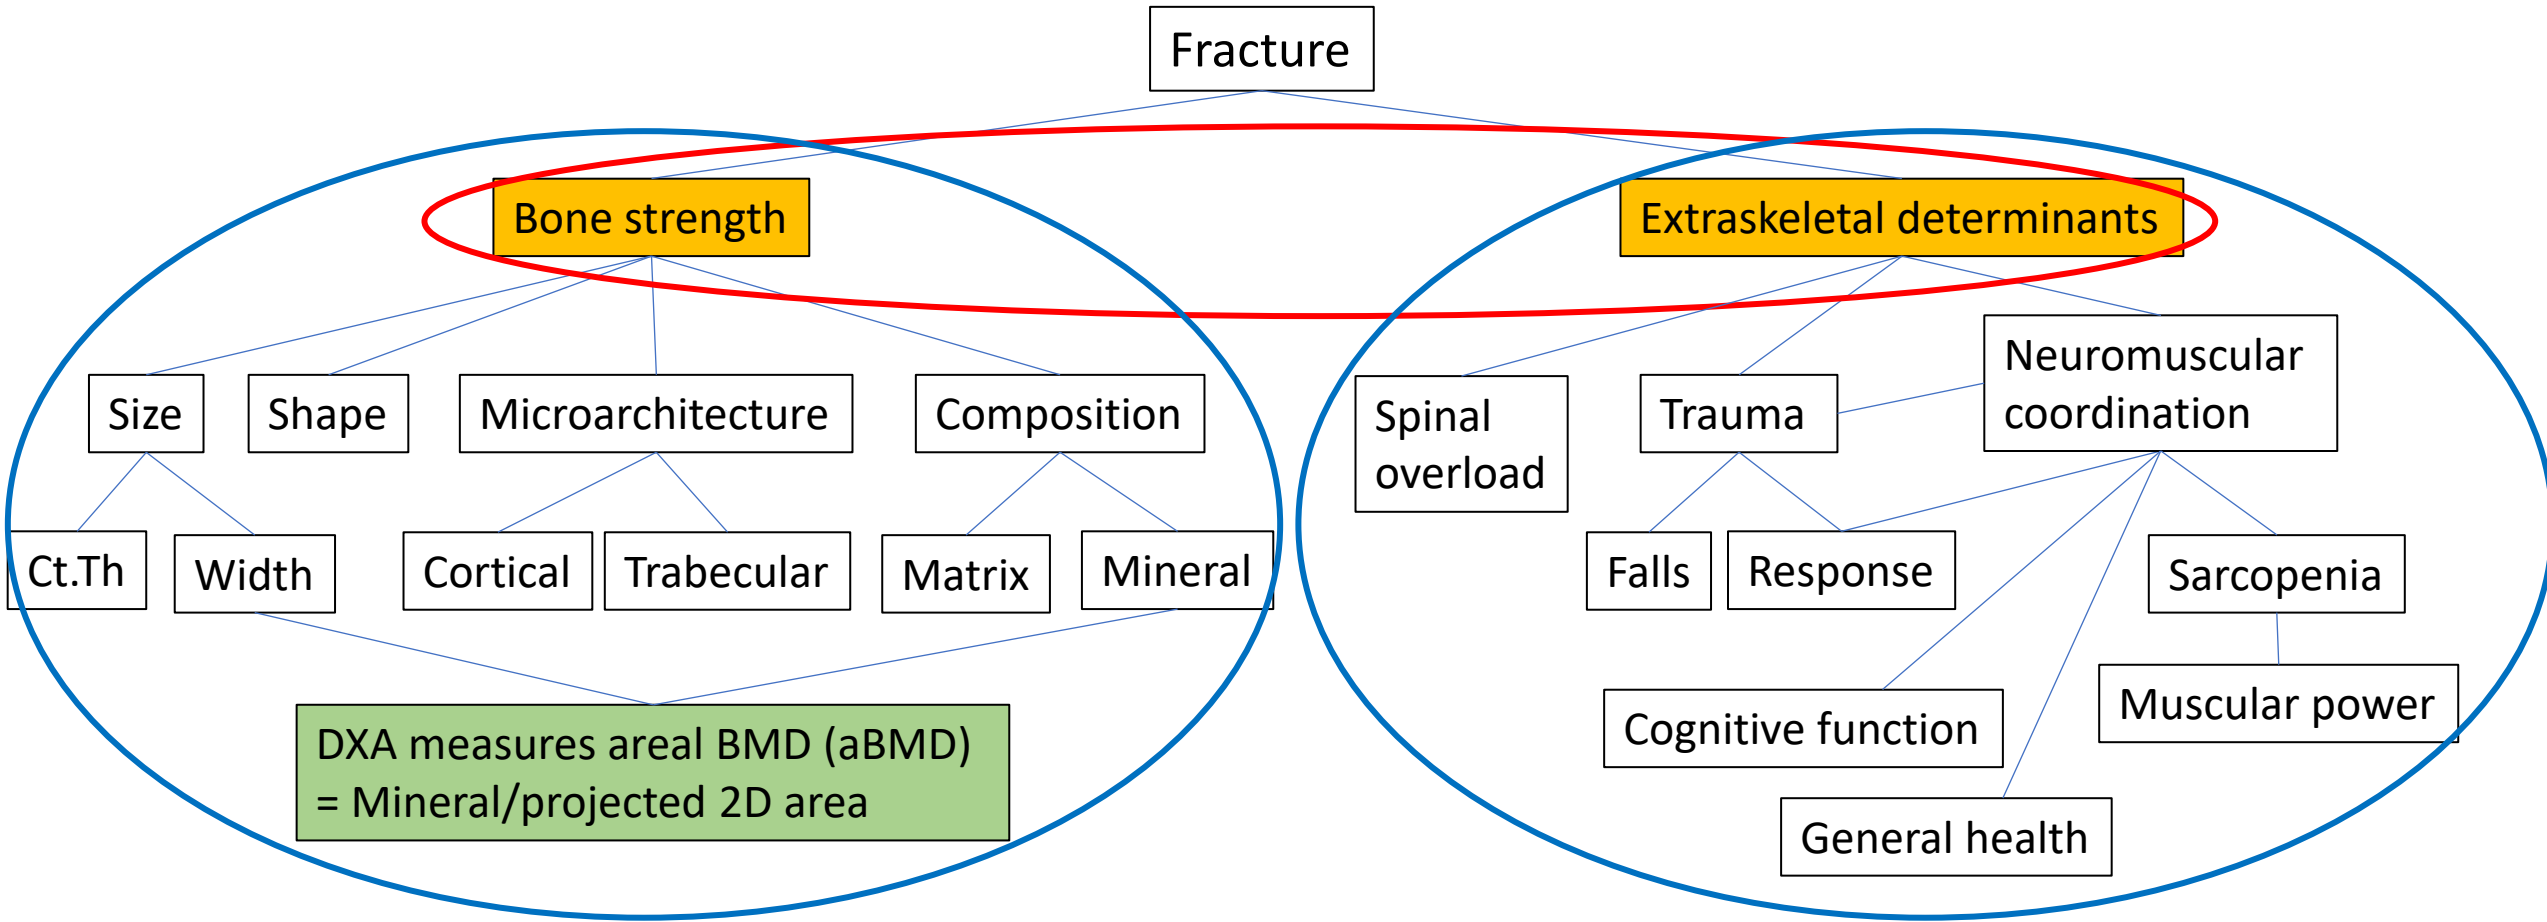 Fracture
Bone strength
Extraskeletal determinants
Size
Shape
Microarchitecture
Composition
Spinal
overload
Trauma
Neuromuscular
coordination
Ct.Th
Width
Cortical
Trabecular
Matrix
Mineral
Falls
Response
Sarcopenia
DXA measures areal BMD (aBMD)
= Mineral/projected 2D area
Cognitive function
Muscular power
General health